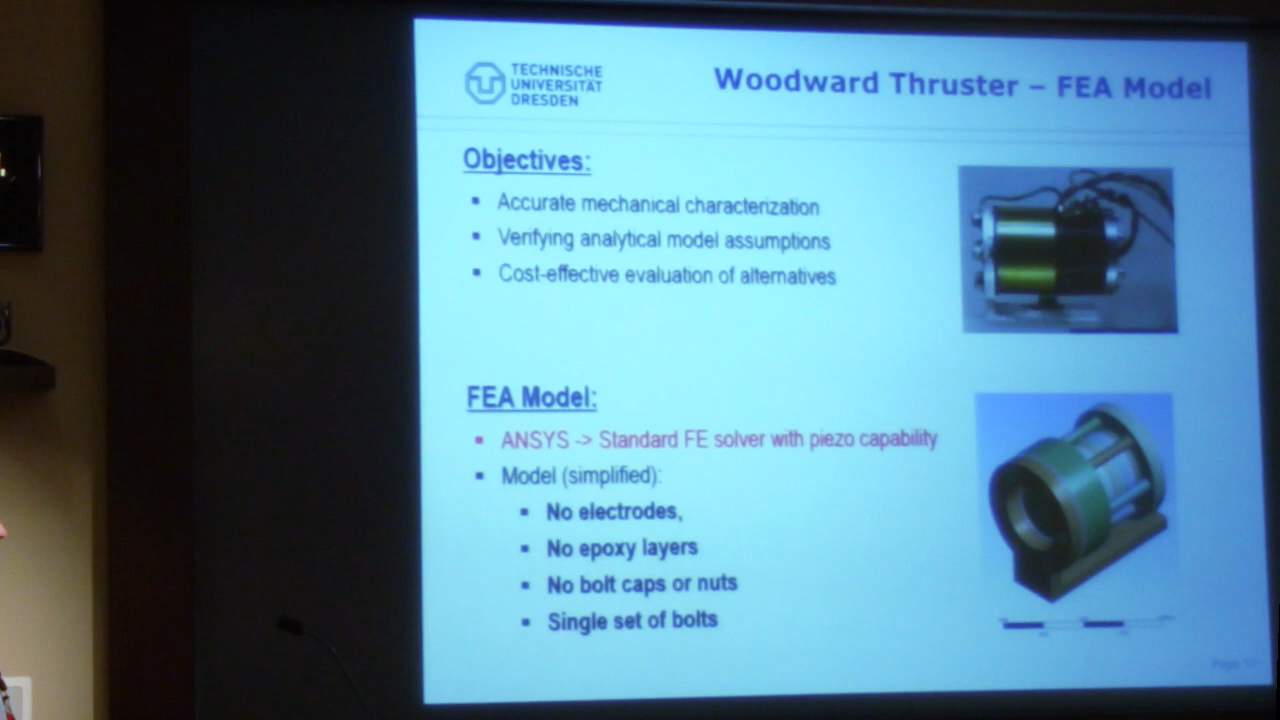 TECHNISCHE
UNIVERSITÄT
DRESDEN
Woodward Thruster – FEA Model
Objectives:
▪ Accurate mechanical characterization
▪ Verifying analytical model assumptions
▪ Cost-effective evaluation of alternatives
FEA Model:
▪ ANSYS -> Standard FE solver with piezo capability
▪ Model (simplified):
▪ No electrodes,
▪ No epoxy layers
▪ No bolt caps or nuts
▪ Single set of bolts
Page